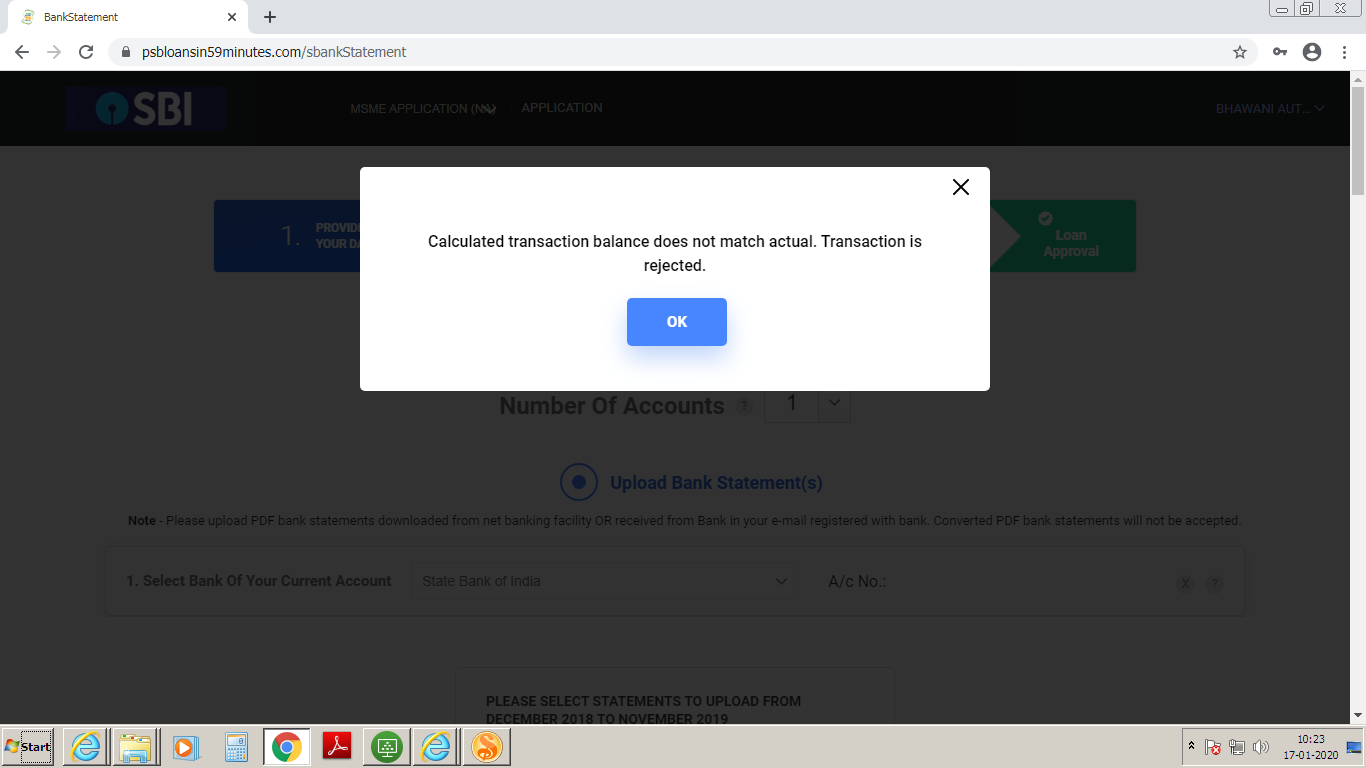 BankStatement
psbloansin59minutes.com/sbankStatement
SBI
MSME APPLICATION (NA)
APPLICATION
BHAWANI AUT...
1.
PROVIDE
YOUR DA
Loan
Approval
Calculated transaction balance does not match actual. Transaction is
rejected.
OK
Number Of Accounts ? 1
Upload Bank Statement(s)
Note - Please upload PDF bank statements downloaded from net banking facility OR received from Bank in your e-mail registered with bank. Converted PDF bank statements will not be accepted.
1. Select Bank Of Your Current Account State Bank of India A/c No.: X ?
PLEASE SELECT STATEMENTS TO UPLOAD FROM
DECEMBER 2018 TO NOVEMBER 2019
Start
10:23
17-01-2020